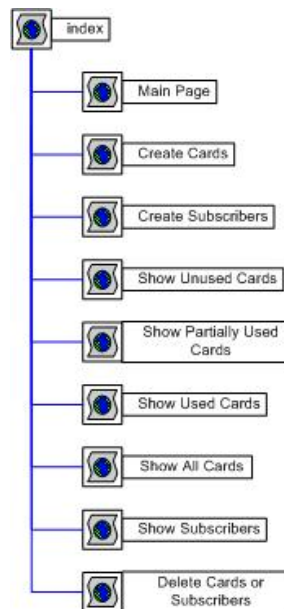 index
Main Page
Create Cards
Create Subscribers
Show Unused Cards
Show Partially Used
Cards
Show Used Cards
Show All Cards
Show Subscribers
Delete Cards or
Subscribers